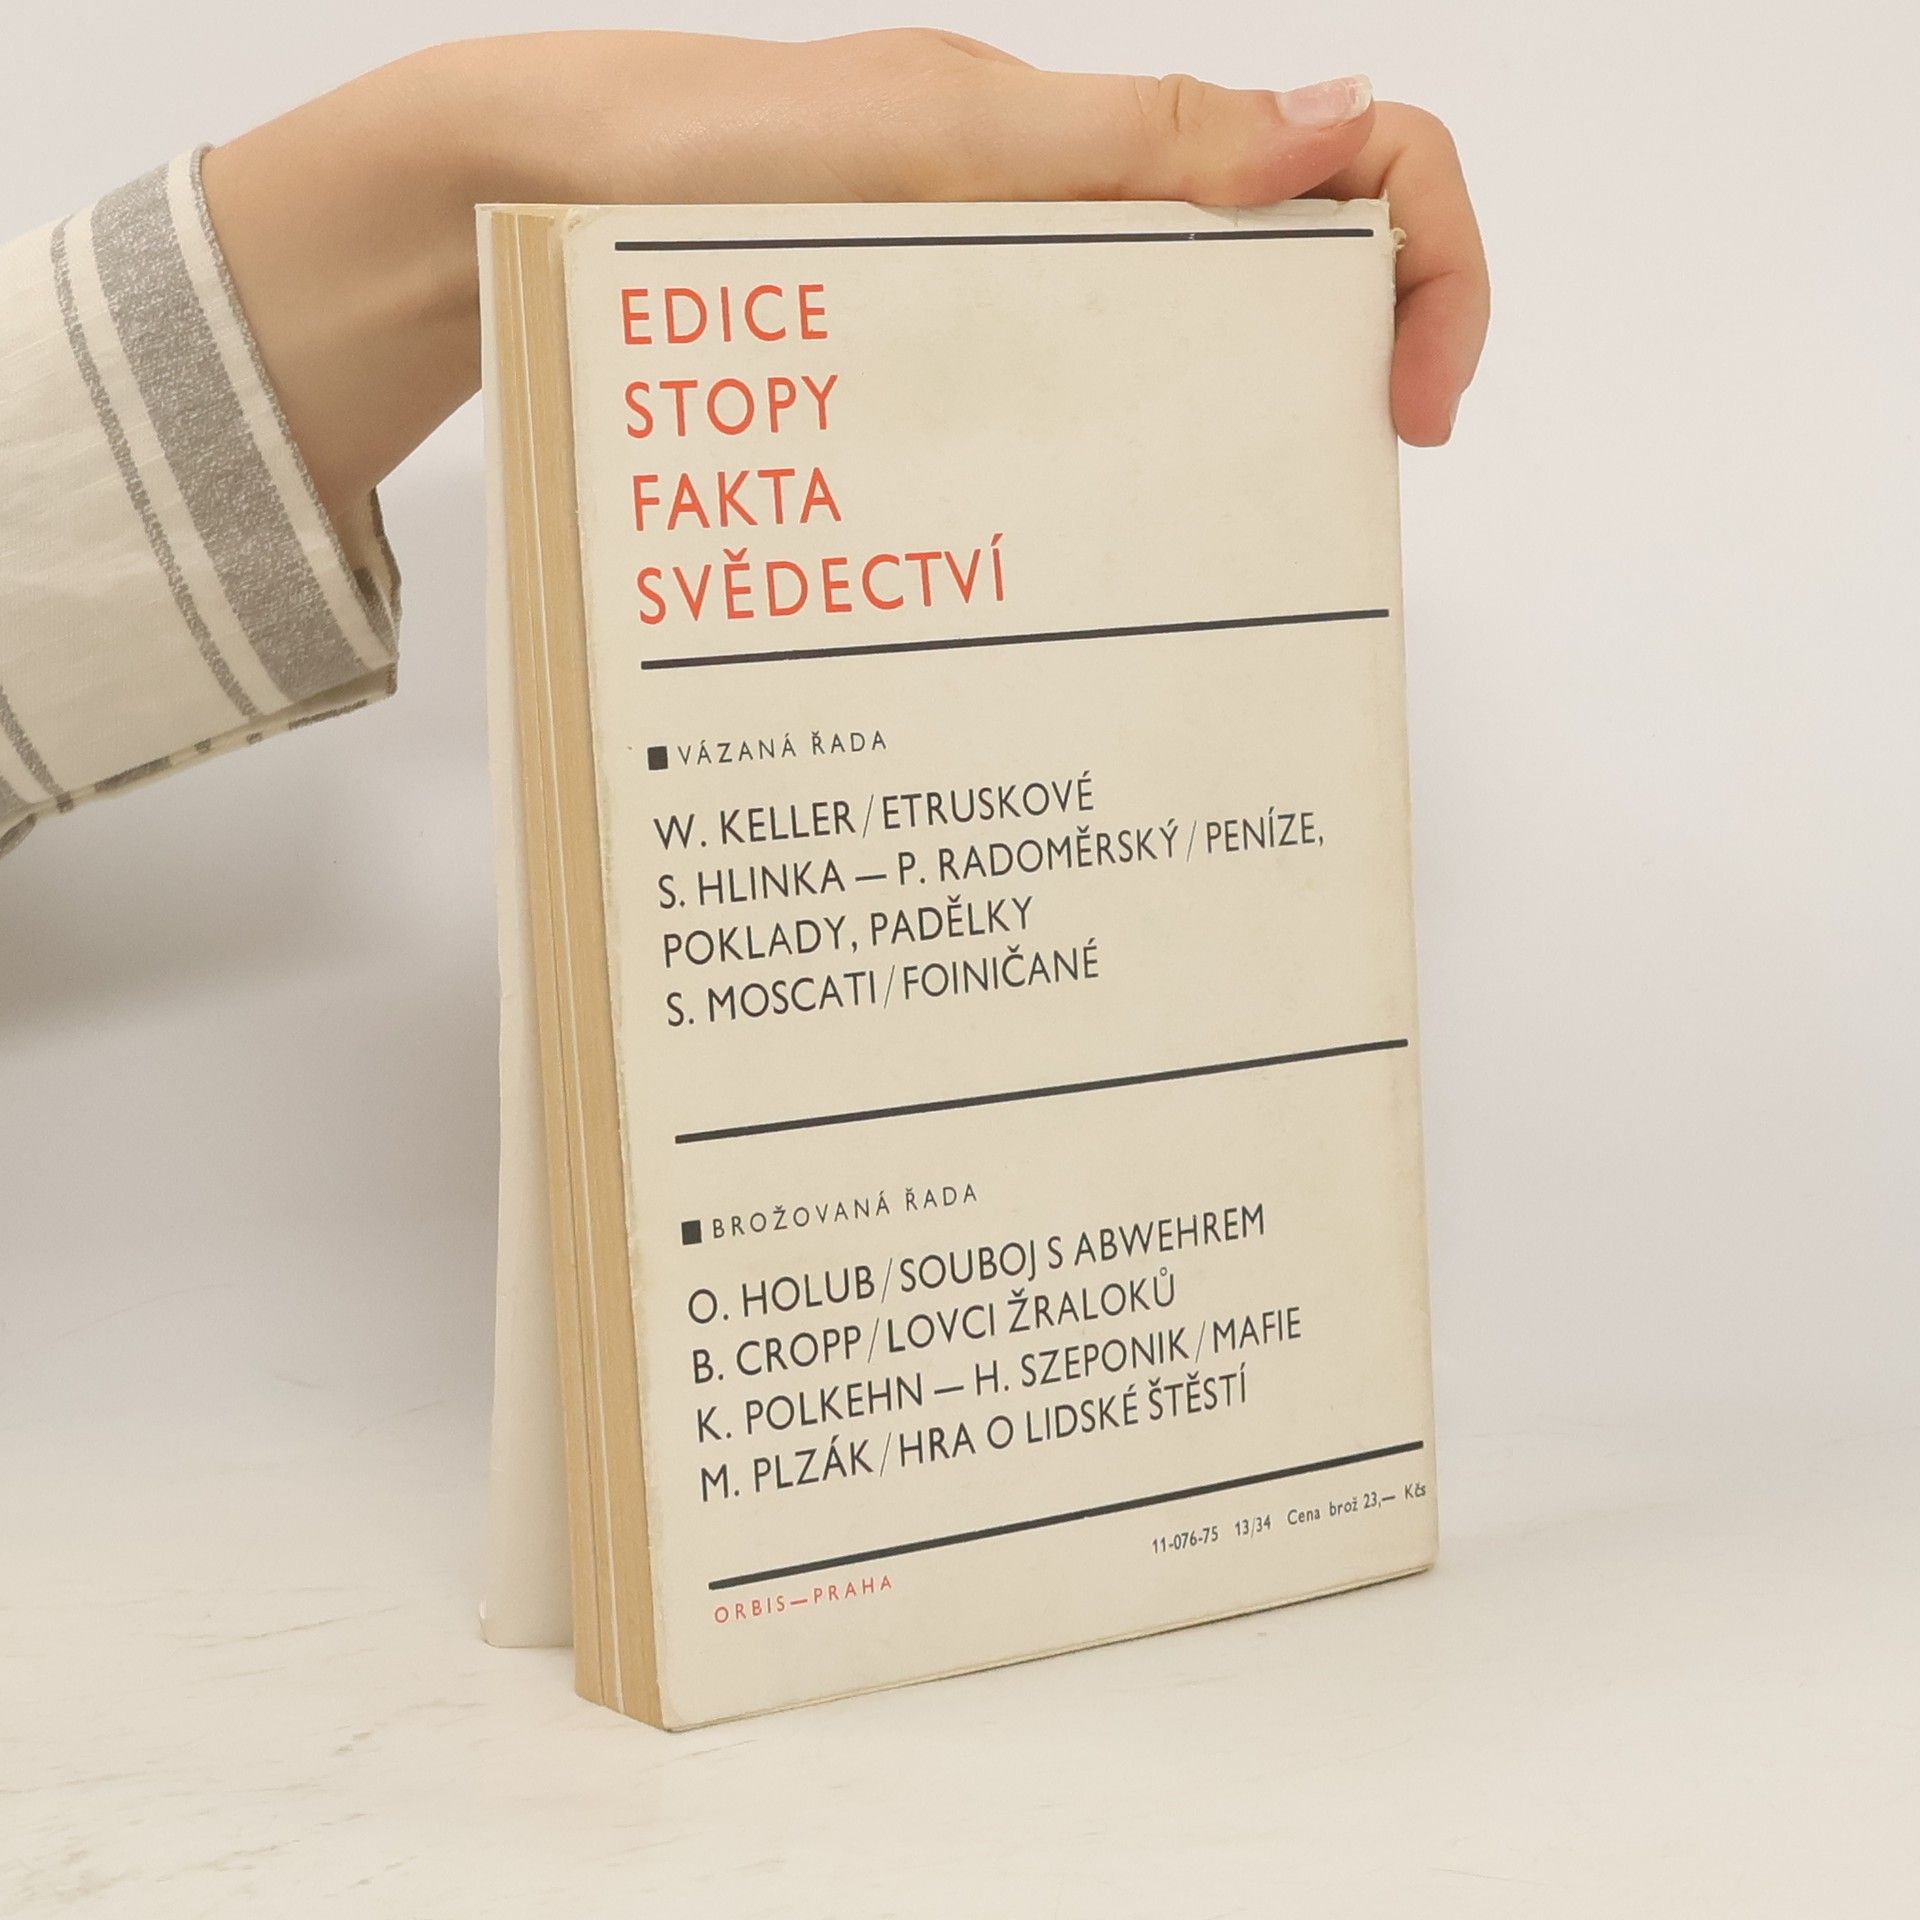 EDICE
STOPY
FAKTA
SVĚDECTVÍ
VÁZANÁ ŘADA
W. KELLER/ETRUSKOVÉ
S. HLINKA — P. RADOMĚRSKÝ/PENÍZE,
POKLADY, PADĚLKY
S. MOSCATI/FOINIČANÉ
BROŽOVANÁ ŘADA
O. HOLUB/SOUBOJ S ABWEHREM
B. CROPP/LOVCI ŽRALOKŮ
K. POLKEHN — H. SZEPONIK/MAFIE
M. PLZÁK/HRA O LIDSKÉ ŠTĚSTÍ
11-076-75 13/34 Cena brož 23,— Kčs
ORBIS—PRAHA